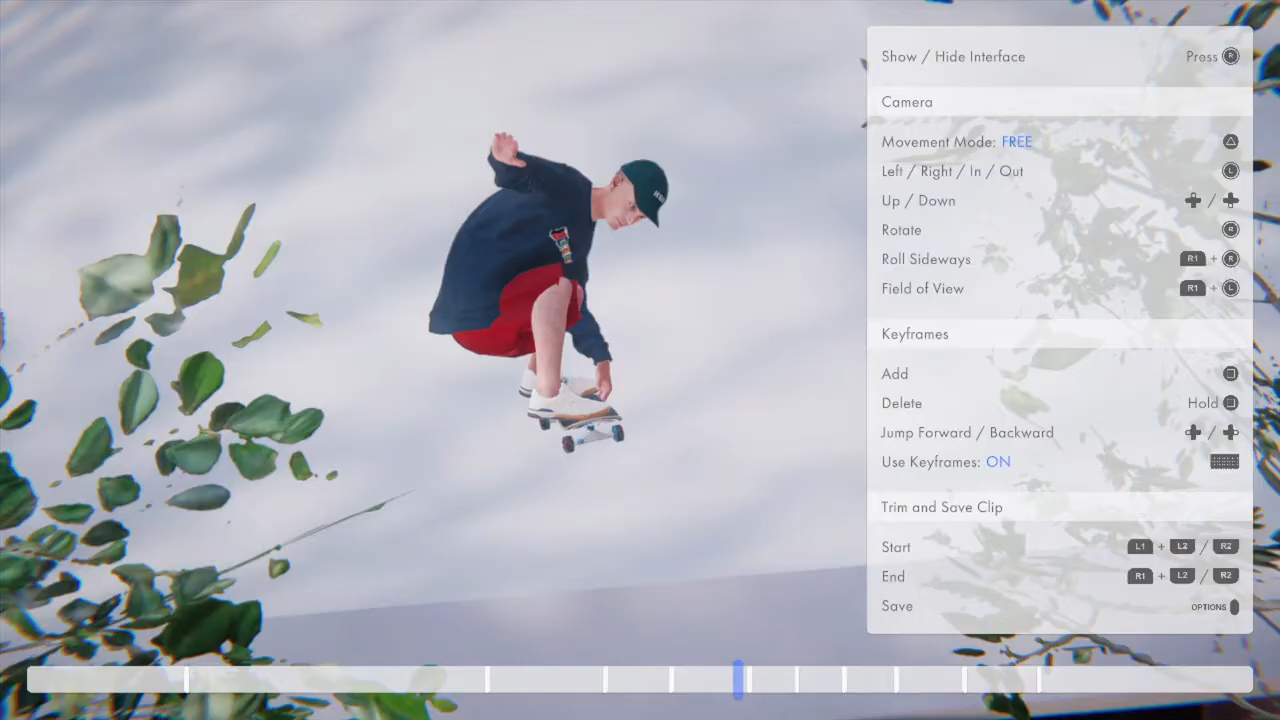 Show / Hide Interface Press R
Camera
Movement Mode: FREE
Left / Right / In / Out L
Up / Down /
Rotate R
Roll Sideways R1 + R
Field of View R1 + L
Keyframes
Add
Delete Hold
Jump Forward / Backward /
Use Keyframes: ON
Trim and Save Clip
Start L1 + L2 / R2
End R1 + L2 / R2
Save OPTIONS